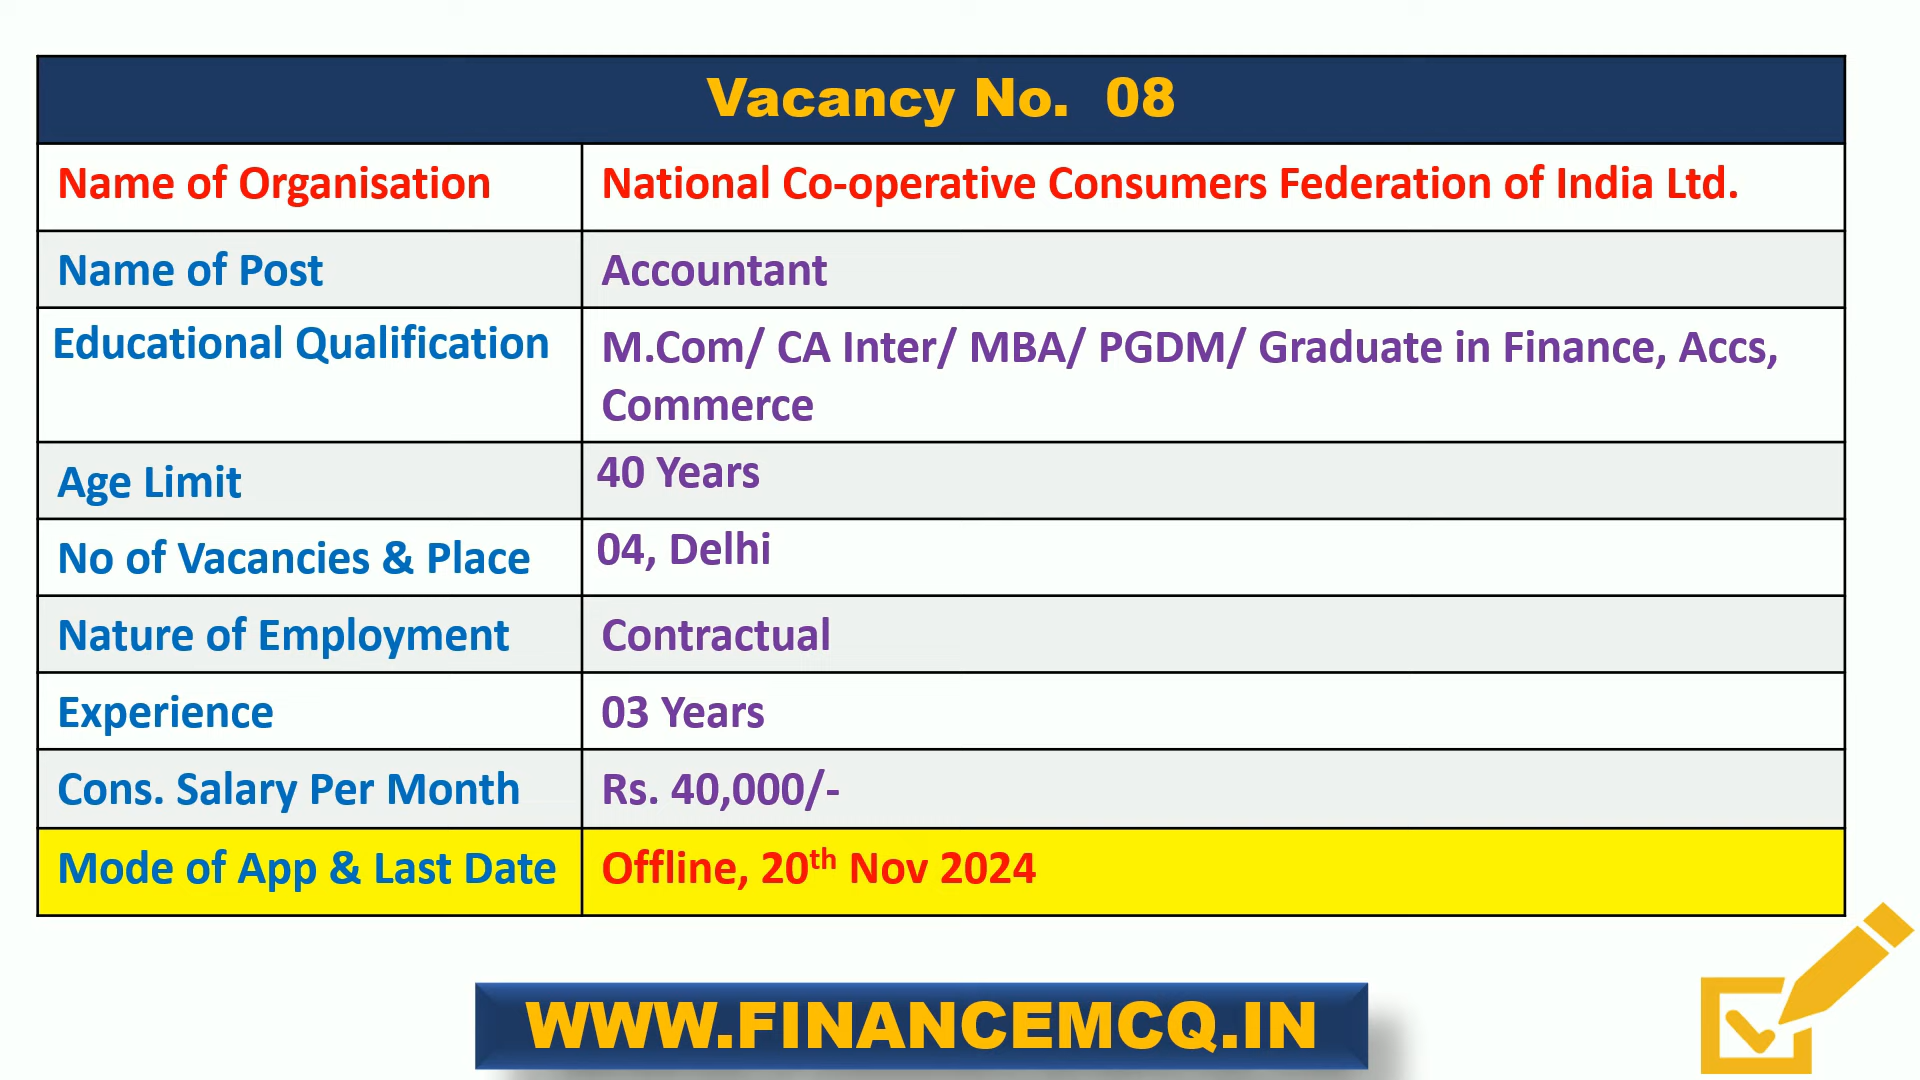 Vacancy No. 08
Name of Organisation
National Co-operative Consumers Federation of India Ltd.
Name of Post
Accountant
Educational Qualification
M.Com/ CA Inter/ MBA/ PGDM/ Graduate in Finance, Accs,
Commerce
Age Limit
40 Years
No of Vacancies & Place
04, Delhi
Nature of Employment
Contractual
Experience
03 Years
Cons. Salary Per Month
Rs. 40,000/-
Mode of App & Last Date
Offline, 20th Nov 2024
WWW.FINANCEMCQ.IN